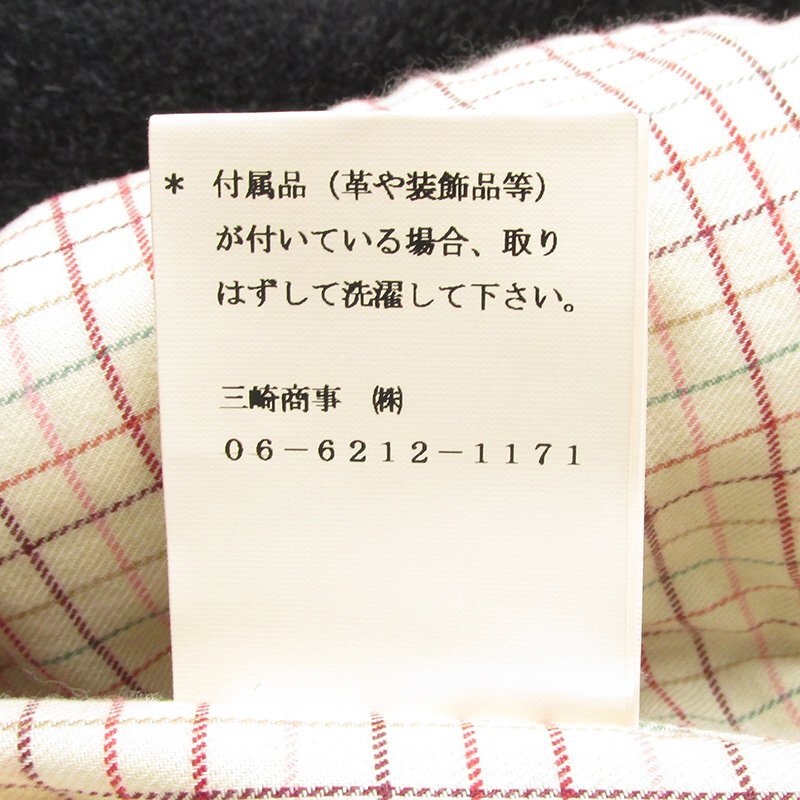 * 付属品（革や装飾品等）
が付いている場合、取り
はずして洗濯して下さい。
三崎商事 ㈱
０６－６２１２－１１７１